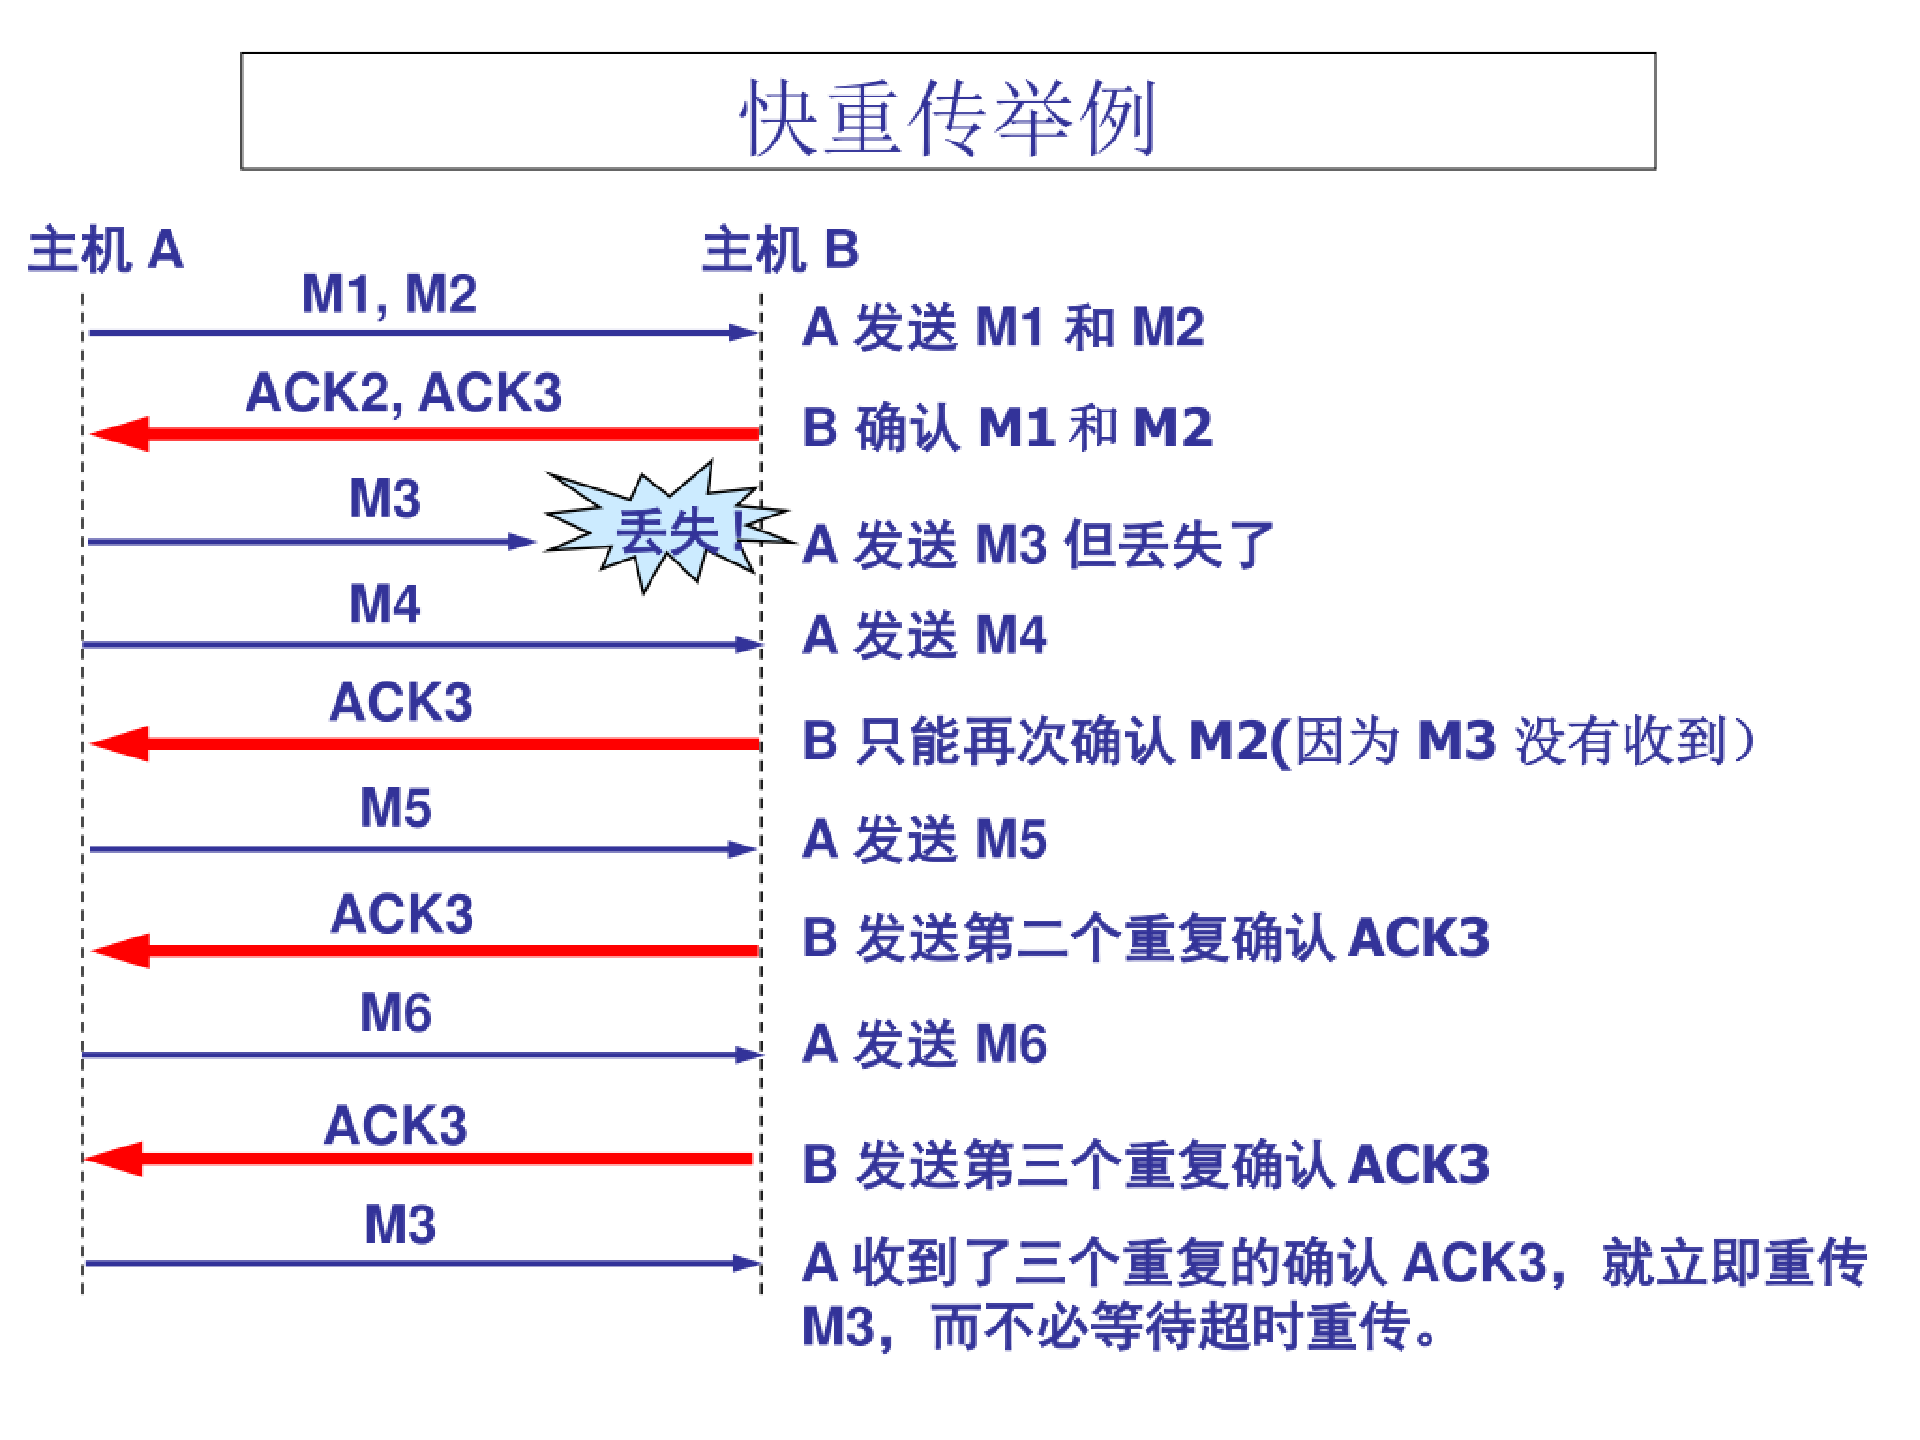 快重传举例
主机 A
主机 B
M1, M2
A 发送 M1 和 M2
ACK2, ACK3
B 确认 M1 和 M2
M3
丢失!
A 发送 M3 但丢失了
M4
A 发送 M4
ACK3
B 只能再次确认 M2(因为 M3 没有收到）
M5
A 发送 M5
ACK3
B 发送第二个重复确认 ACK3
M6
A 发送 M6
ACK3
B 发送第三个重复确认 ACK3
M3
A 收到了三个重复的确认 ACK3，就立即重传
M3，而不必等待超时重传。